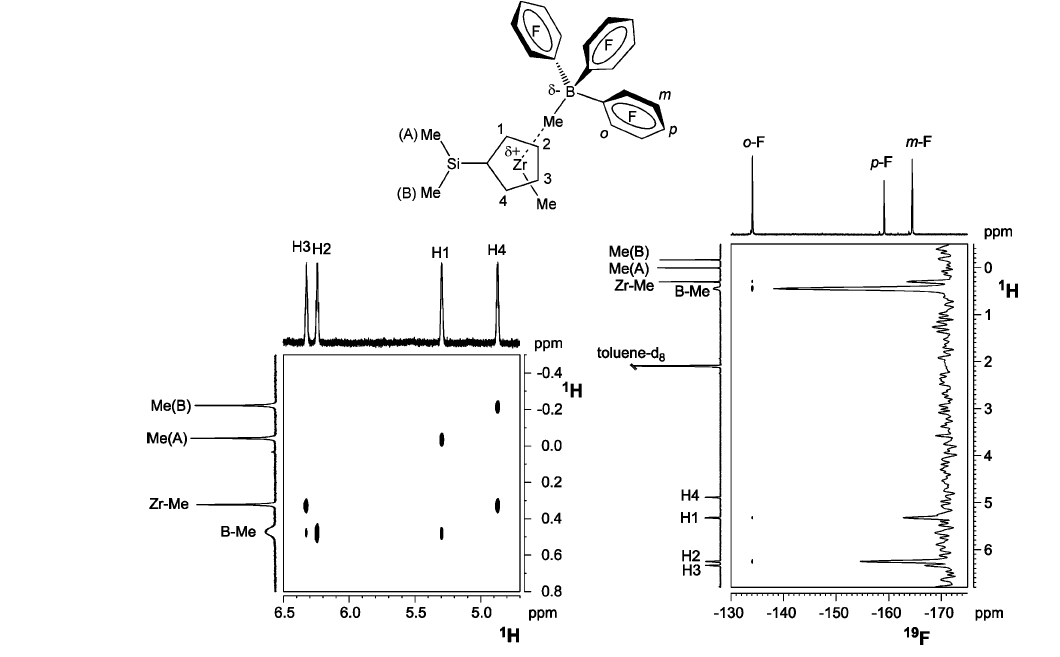 F
F
δ- B m
F
Me o p
1
(A) Me δ+ 2
Si Zr
3
(B) Me 4 Me
o-F p-F m-F
ppm
H3 H2 H1 H4
ppm
-0.4
-0.2
0.0
0.2
0.4
0.6
0.8
¹H
Me(B)
Me(A)
Zr-Me
B-Me
6.5 6.0 5.5 5.0 ppm
¹H
Me(B)
Me(A)
Zr-Me
B-Me
toluene-d₈
H4
H1
H2
H3
0
¹H
1
2
3
4
5
6
-130 -140 -150 -160 -170 ppm
¹⁹F